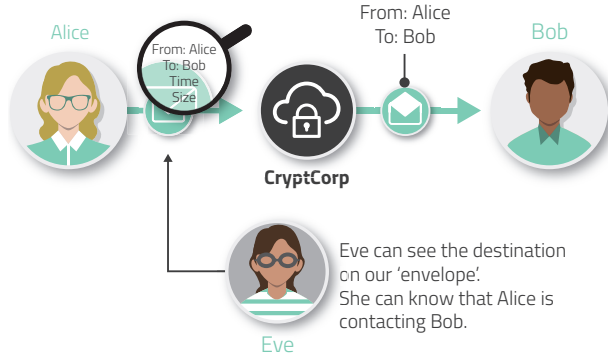 Alice
From: Alice
To: Bob
Time
Size
From: Alice
To: Bob
Bob
CryptCorp
Eve can see the destination
on our ‘envelope’.
She can know that Alice is
contacting Bob.
Eve